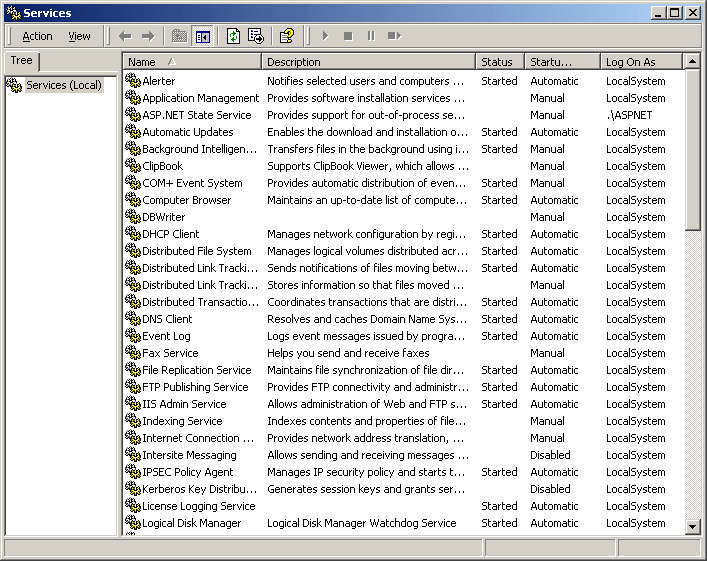 Services
Action View
Tree
Services (Local)
Name Description Status Startu... Log On As
Alerter Notifies selected users and computers ... Started Automatic LocalSystem
Application Management Provides software installation services ... Manual LocalSystem
ASP.NET State Service Provides support for out-of-process se... Manual .\ASPNET
Automatic Updates Enables the download and installation o... Started Automatic LocalSystem
Background Intelligen... Transfers files in the background using i... Started Manual LocalSystem
ClipBook Supports ClipBook Viewer, which allows ... Manual LocalSystem
COM+ Event System Provides automatic distribution of even... Started Manual LocalSystem
Computer Browser Maintains an up-to-date list of compute... Started Automatic LocalSystem
DBWriter Manual LocalSystem
DHCP Client Manages network configuration by regi... Started Automatic LocalSystem
Distributed File System Manages logical volumes distributed acr... Started Automatic LocalSystem
Distributed Link Tracki... Sends notifications of files moving betw... Started Automatic LocalSystem
Distributed Link Tracki... Stores information so that files moved ... Manual LocalSystem
Distributed Transactio... Coordinates transactions that are distri... Started Automatic LocalSystem
DNS Client Resolves and caches Domain Name Sys... Started Automatic LocalSystem
Event Log Logs event messages issued by progra... Started Automatic LocalSystem
Fax Service Helps you send and receive faxes Manual LocalSystem
File Replication Service Maintains file synchronization of file dir... Started Automatic LocalSystem
FTP Publishing Service Provides FTP connectivity and administr... Started Automatic LocalSystem
IIS Admin Service Allows administration of Web and FTP s... Started Automatic LocalSystem
Indexing Service Indexes contents and properties of file... Manual LocalSystem
Internet Connection ... Provides network address translation, ... Manual LocalSystem
Intersite Messaging Allows sending and receiving messages ... Disabled LocalSystem
IPSEC Policy Agent Manages IP security policy and starts t... Started Automatic LocalSystem
Kerberos Key Distribu... Generates session keys and grants ser... Disabled LocalSystem
License Logging Service Started Automatic LocalSystem
Logical Disk Manager Logical Disk Manager Watchdog Service Started Automatic LocalSystem